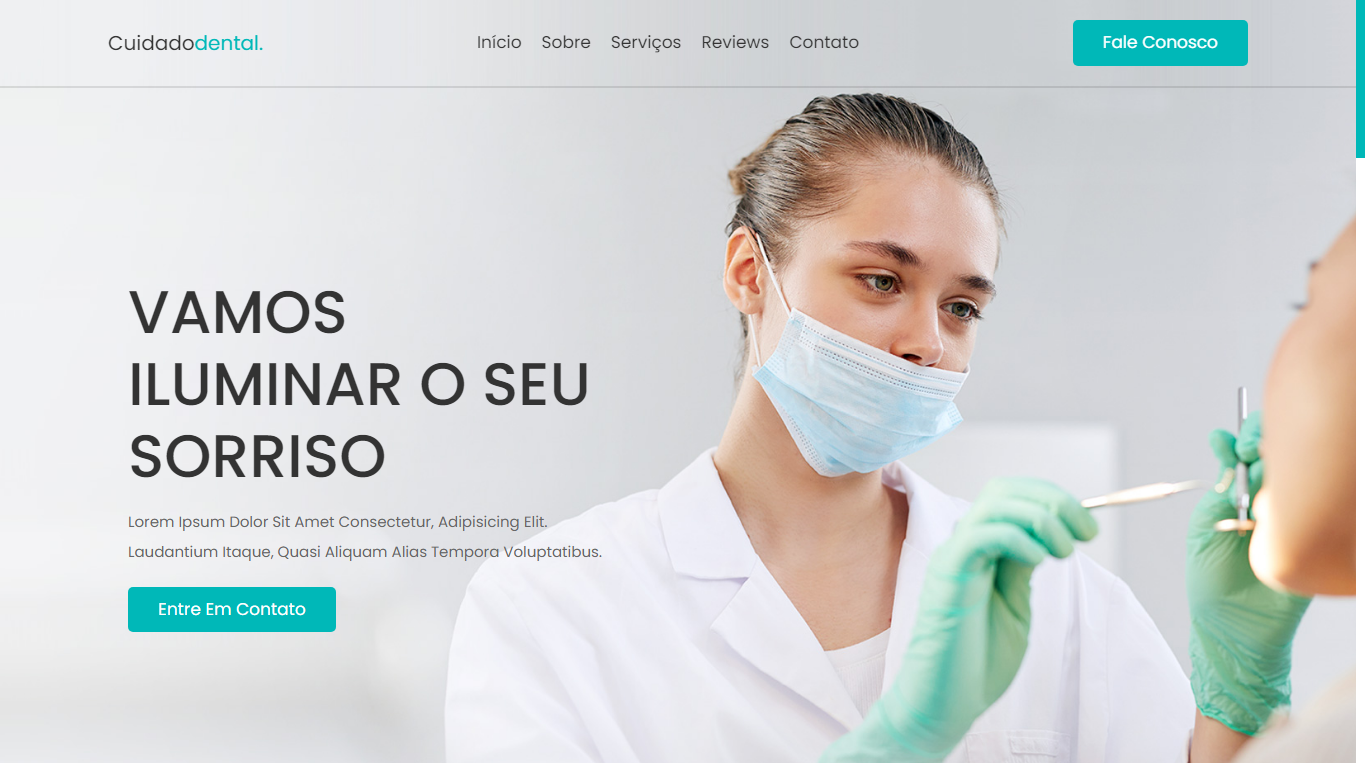 Cuidadodental.
Início Sobre Serviços Reviews Contato
Fale Conosco
VAMOS
ILUMINAR O SEU
SORRISO
Lorem Ipsum Dolor Sit Amet Consectetur, Adipisicing Elit.
Laudantium Itaque, Quasi Aliquam Alias Tempora Voluptatibus.
Entre Em Contato